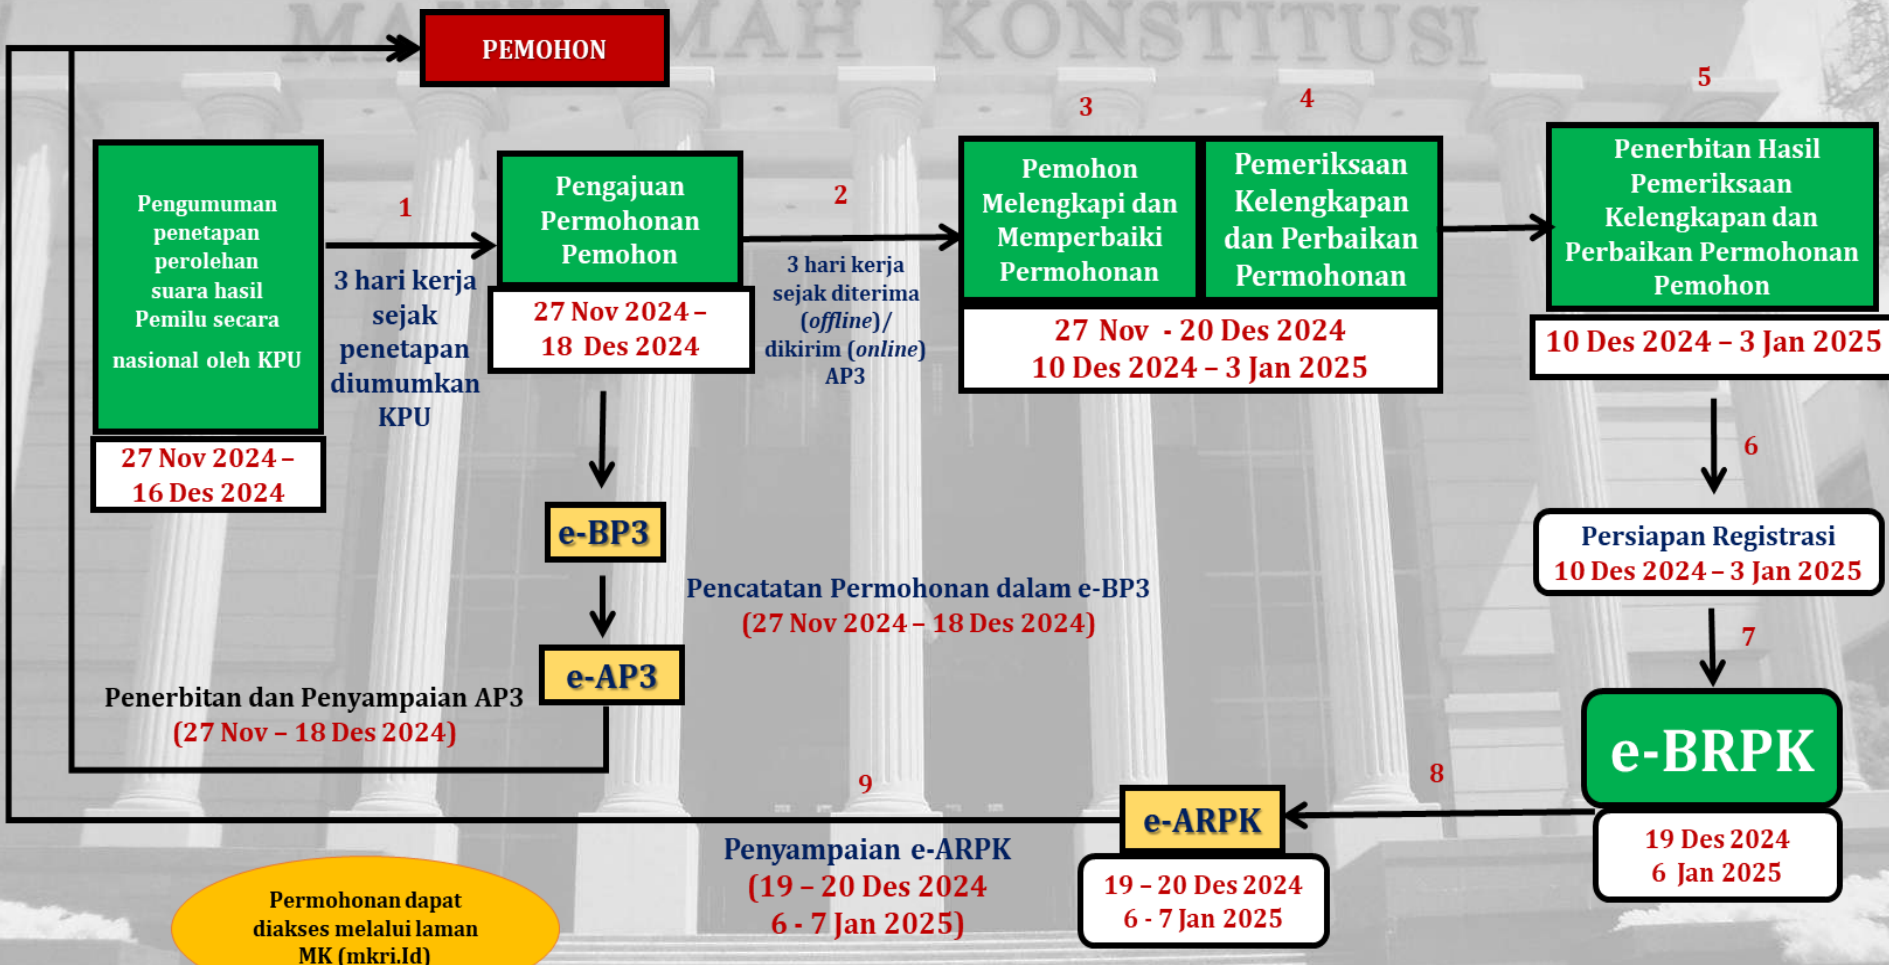 MAHKAMAH KONSTITUSI
PEMOHON
Pengumuman
penetapan
perolehan
suara hasil
Pemilu secara
nasional oleh KPU
27 Nov 2024 –
16 Des 2024
1
3 hari kerja
sejak
penetapan
diumumkan
KPU
Pengajuan
Permohonan
Pemohon
27 Nov 2024 –
18 Des 2024
2
3 hari kerja
sejak diterima
(offline)/
dikirim (online)
AP3
3
Pemohon
Melengkapi dan
Memperbaiki
Permohonan
4
Pemeriksaan
Kelengkapan
dan Perbaikan
Permohonan
27 Nov - 20 Des 2024
10 Des 2024 – 3 Jan 2025
5
Penerbitan Hasil
Pemeriksaan
Kelengkapan dan
Perbaikan Permohonan
Pemohon
10 Des 2024 – 3 Jan 2025
6
Persiapan Registrasi
10 Des 2024 – 3 Jan 2025
7
e-BRPK
19 Des 2024
6 Jan 2025
8
e-ARPK
19 – 20 Des 2024
6 - 7 Jan 2025
9
Penyampaian e-ARPK
(19 – 20 Des 2024
6 - 7 Jan 2025)
e-BP3
Pencatatan Permohonan dalam e-BP3
(27 Nov 2024 – 18 Des 2024)
e-AP3
Penerbitan dan Penyampaian AP3
(27 Nov – 18 Des 2024)
Permohonan dapat
diakses melalui laman
MK (mkri.Id)